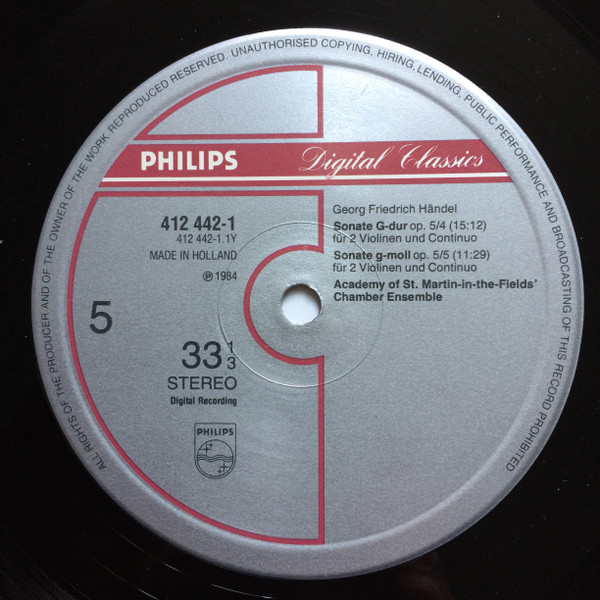 ALL RIGHTS OF THE PRODUCER AND OF THE OWNER OF THE WORK REPRODUCED RESERVED. UNAUTHORISED COPYING, HIRING, LENDING, PUBLIC PERFORMANCE AND BROADCASTING OF THIS RECORD PROHIBITED
PHILIPS Digital Classics
412 442-1
412 442-1.1Y
MADE IN HOLLAND
℗ 1984
Georg Friedrich Händel
Sonate G-dur op. 5/4 (15:12)
für 2 Violinen und Continuo
Sonate g-moll op. 5/5 (11:29)
für 2 Violinen und Continuo
Academy of St. Martin-in-the-Fields’
Chamber Ensemble
5
33 1/3
STEREO
Digital Recording
PHILIPS